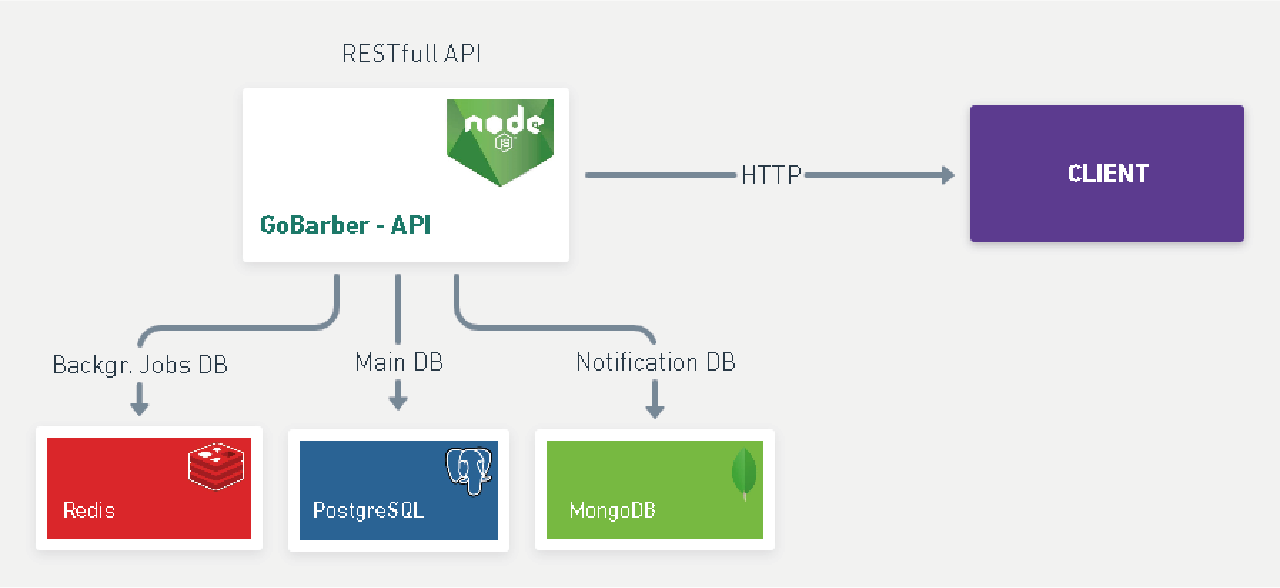 RESTfull API
node
JS
GoBarber - API
HTTP
CLIENT
Backgr. Jobs DB
Main DB
Notification DB
Redis
PostgreSQL
MongoDB